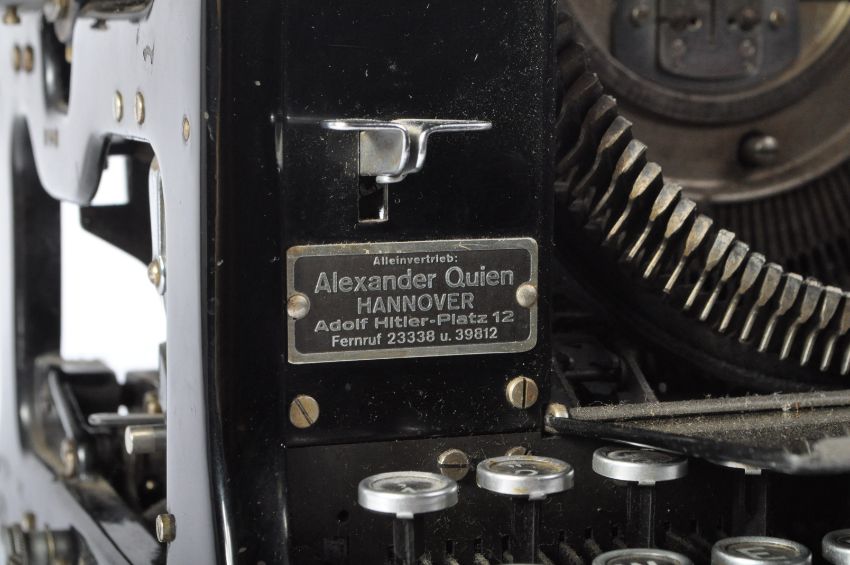 Alleinvertrieb:
Alexander Quien
HANNOVER
Adolf Hitler-Platz 12
Fernruf 23338 u. 39812